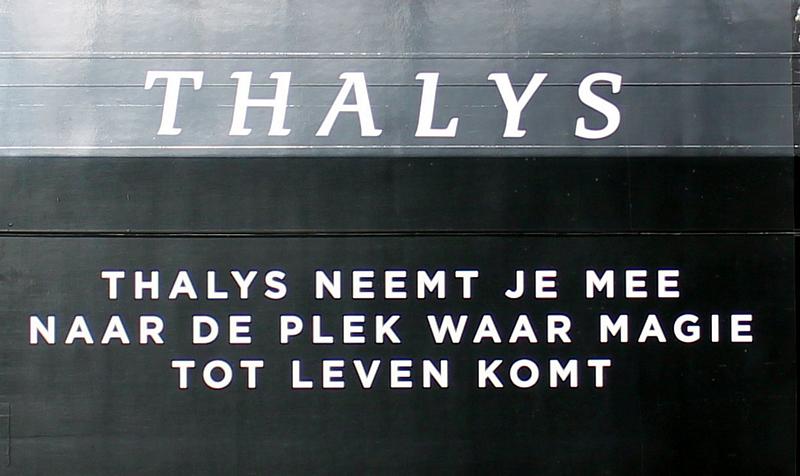 THALYS
THALYS NEEMT JE MEE
NAAR DE PLEK WAAR MAGIE
TOT LEVEN KOMT